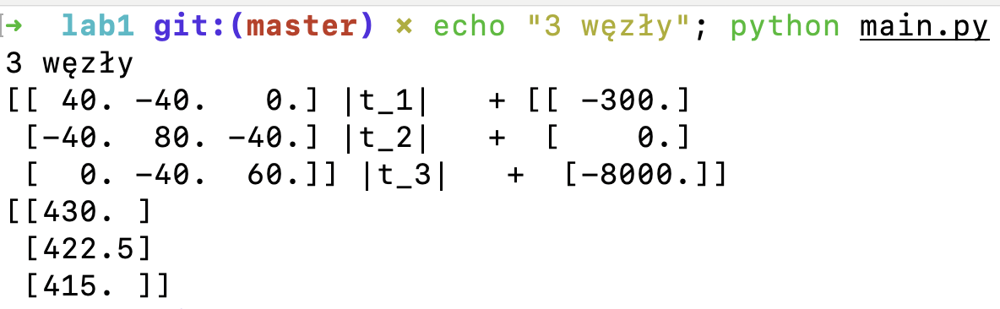 ➜  lab1 git:(master) × echo "3 węzły"; python main.py
3 węzły
[[ 40. -40.   0.] |t_1|   + [[ -300.]
 [-40.  80. -40.] |t_2|   +  [    0.]
 [  0. -40.  60.]] |t_3|   +  [-8000.]]
[[430. ]
 [422.5]
 [415. ]]